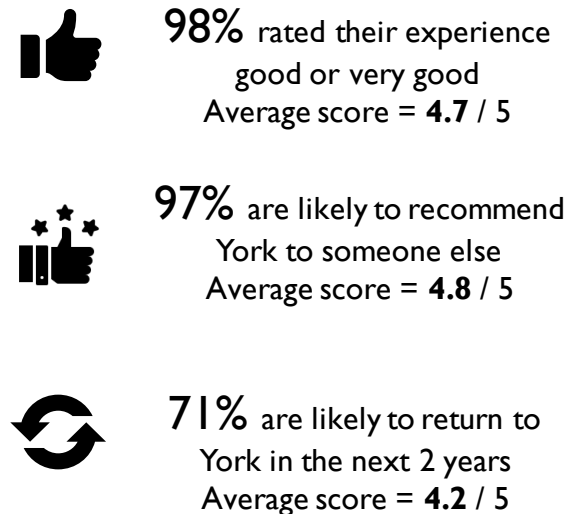 98% rated their experience
good or very good
Average score = 4.7 / 5
97% are likely to recommend
York to someone else
Average score = 4.8 / 5
71% are likely to return to
York in the next 2 years
Average score = 4.2 / 5